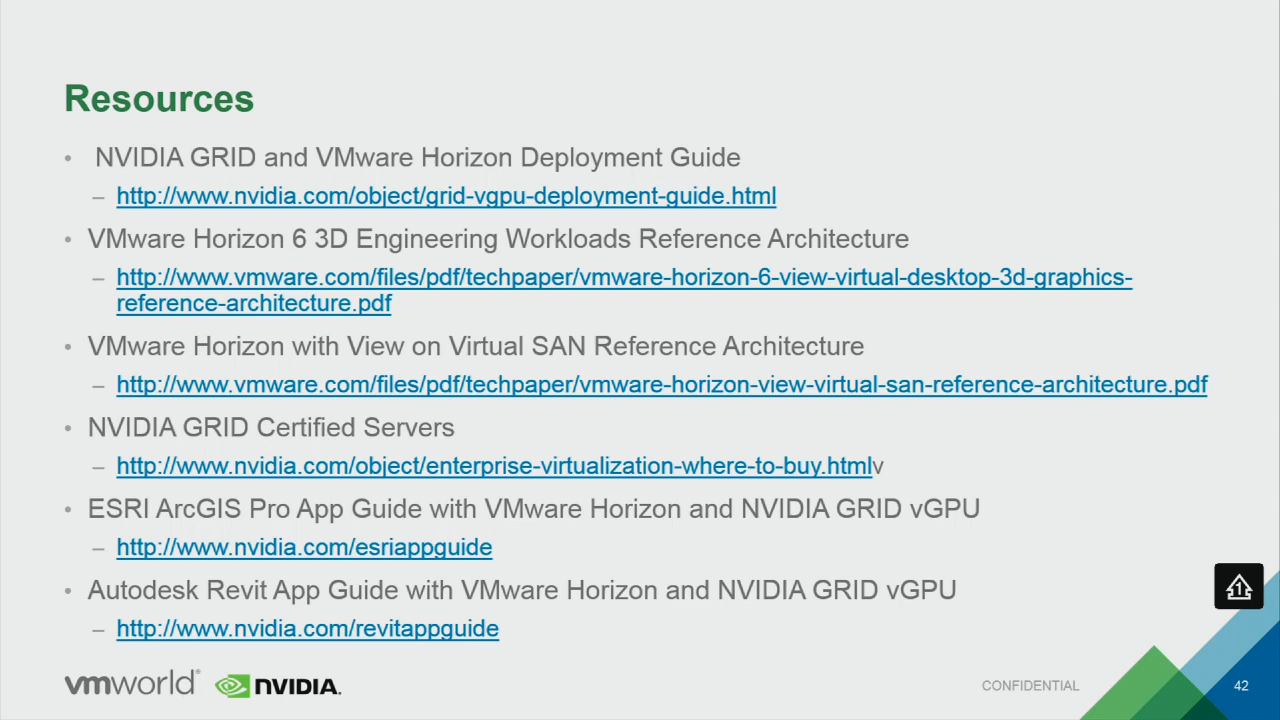 Resources
• NVIDIA GRID and VMware Horizon Deployment Guide
– http://www.nvidia.com/object/grid-vgpu-deployment-guide.html
• VMware Horizon 6 3D Engineering Workloads Reference Architecture
– http://www.vmware.com/files/pdf/techpaper/vmware-horizon-6-view-virtual-desktop-3d-graphics-
reference-architecture.pdf
• VMware Horizon with View on Virtual SAN Reference Architecture
– http://www.vmware.com/files/pdf/techpaper/vmware-horizon-view-virtual-san-reference-architecture.pdf
• NVIDIA GRID Certified Servers
– http://www.nvidia.com/object/enterprise-virtualization-where-to-buy.htmlv
• ESRI ArcGIS Pro App Guide with VMware Horizon and NVIDIA GRID vGPU
– http://www.nvidia.com/esriappguide
• Autodesk Revit App Guide with VMware Horizon and NVIDIA GRID vGPU
– http://www.nvidia.com/revitappguide
1
vmworld® NVIDIA. CONFIDENTIAL 42